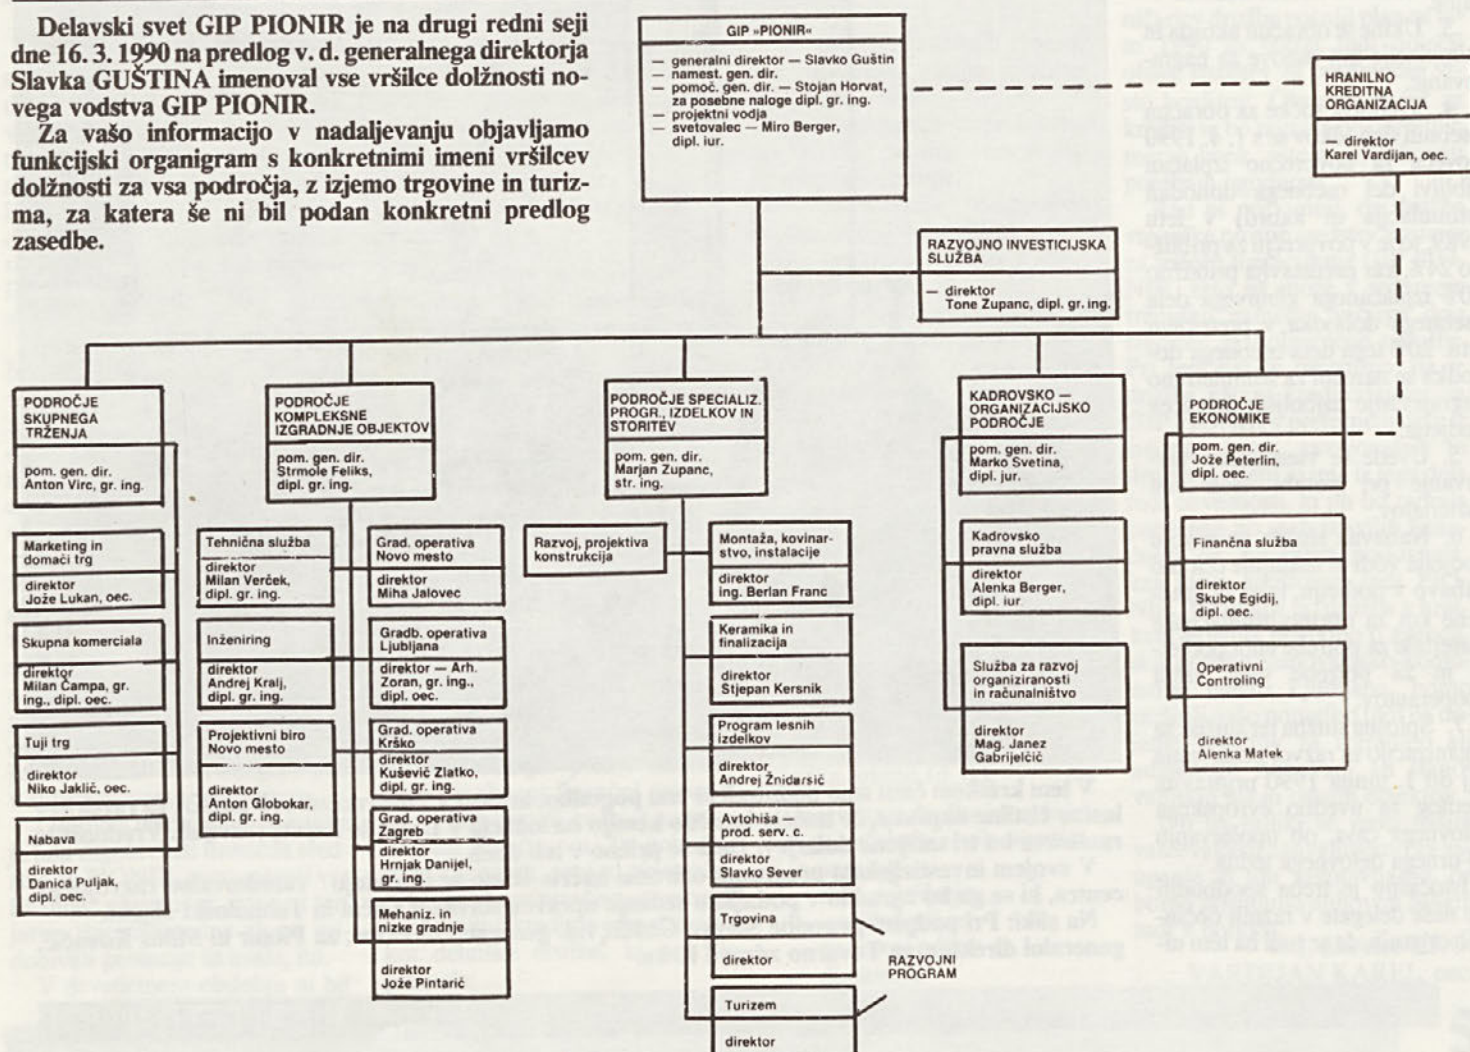 Delavski svet GIP PIONIR je na drugi redni seji
dne 16. 3. 1990 na predlog v. d. generalnega direktorja
Slavka GUŠTINA imenoval vse vršilce dolžnosti no-
vega vodstva GIP PIONIR.
Za vašo informacijo v nadaljevanju objavljamo
funkcijski organigram s konkretnimi imeni vršilcev
dolžnosti za vsa področja, z izjemo trgovine in turiz-
ma, za katera še ni bil podan konkretni predlog
zasedbe.
GIP »PIONIR«
— generalni direktor — Slavko Guštin
— namest. gen. dir.
— pomoč. gen. dir. — Stojan Horvat,
za posebne naloge dipl. gr. ing.
— projektni vodja
— svetovalec — Miro Berger,
dipl. iur.
HRANILNO
KREDITNA
ORGANIZACIJA
— direktor
Karel Vardijan, oec.
RAZVOJNO INVESTICIJSKA
SLUŽBA
— direktor
Tone Zupanc, dipl. gr. ing.
PODROČJE
SKUPNEGA
TRŽENJA
pom. gen. dir.
Anton Virc, gr. ing.
Marketing in
domači trg
direktor
Jože Lukan, oec.
Skupna komerciala
direktor
Milan Čampa, gr.
ing., dipl. oec.
Tuji trg
direktor
Niko Jaklič, oec.
Nabava
direktor
Danica Puljak,
dipl. oec.
PODROČJE
KOMPLEKSNE
IZGRADNJE OBJEKTOV
pom. gen. dir.
Strmole Feliks,
dipl. gr. ing.
Tehnična služba
direktor
Milan Verček,
dipl. gr. ing.
Inženiring
direktor
Andrej Kralj,
dipl. gr. ing.
Projektivni biro
Novo mesto
direktor
Anton Globokar,
dipl. gr. ing.
Grad. operativa
Novo mesto
direktor
Miha Jalovec
Gradb. operativa
Ljubljana
direktor — Arh.
Zoran, gr. ing.,
dipl. oec.
Grad. operativa
Krško
direktor
Kušević Zlatko,
dipl. gr. ing.
Grad. operativa
Zagreb
direktor
Hrnjak Danijel,
gr. ing.
Mehaniz. in
nizke gradnje
direktor
Jože Pintarič
PODROČJE SPECIALIZ.
PROGR., IZDELKOV IN
STORITEV
pom. gen. dir.
Marjan Zupanc,
str. ing.
Razvoj, projektiva
konstrukcija
Montaža, kovinar-
stvo, instalacije
direktor
ing. Berlan Franc
Keramika in
finalizacija
direktor
Stjepan Kersnik
Program lesnih
izdelkov
direktor
Andrej Žnidarsić
Avtohiša —
prod. serv. c.
direktor
Slavko Sever
Trgovina
direktor
Turizem
direktor
RAZVOJNI
PROGRAM
KADROVSKO —
ORGANIZACIJSKO
PODROČJE
pom. gen. dir.
Marko Svetina,
dipl. jur.
Kadrovsko
pravna služba
direktor
Alenka Berger,
dipl. iur
Služba za razvoj
organiziranosti
in računalništvo
direktor
Mag. Janez
Gabrijelčič
PODROČJE
EKONOMIKE
pom. gen. dir.
Jože Peterlin,
dipl. oec.
Finančna služba
direktor
Skube Egidij,
dipl. oec.
Operativni
Controling
direktor
Alenka Matek